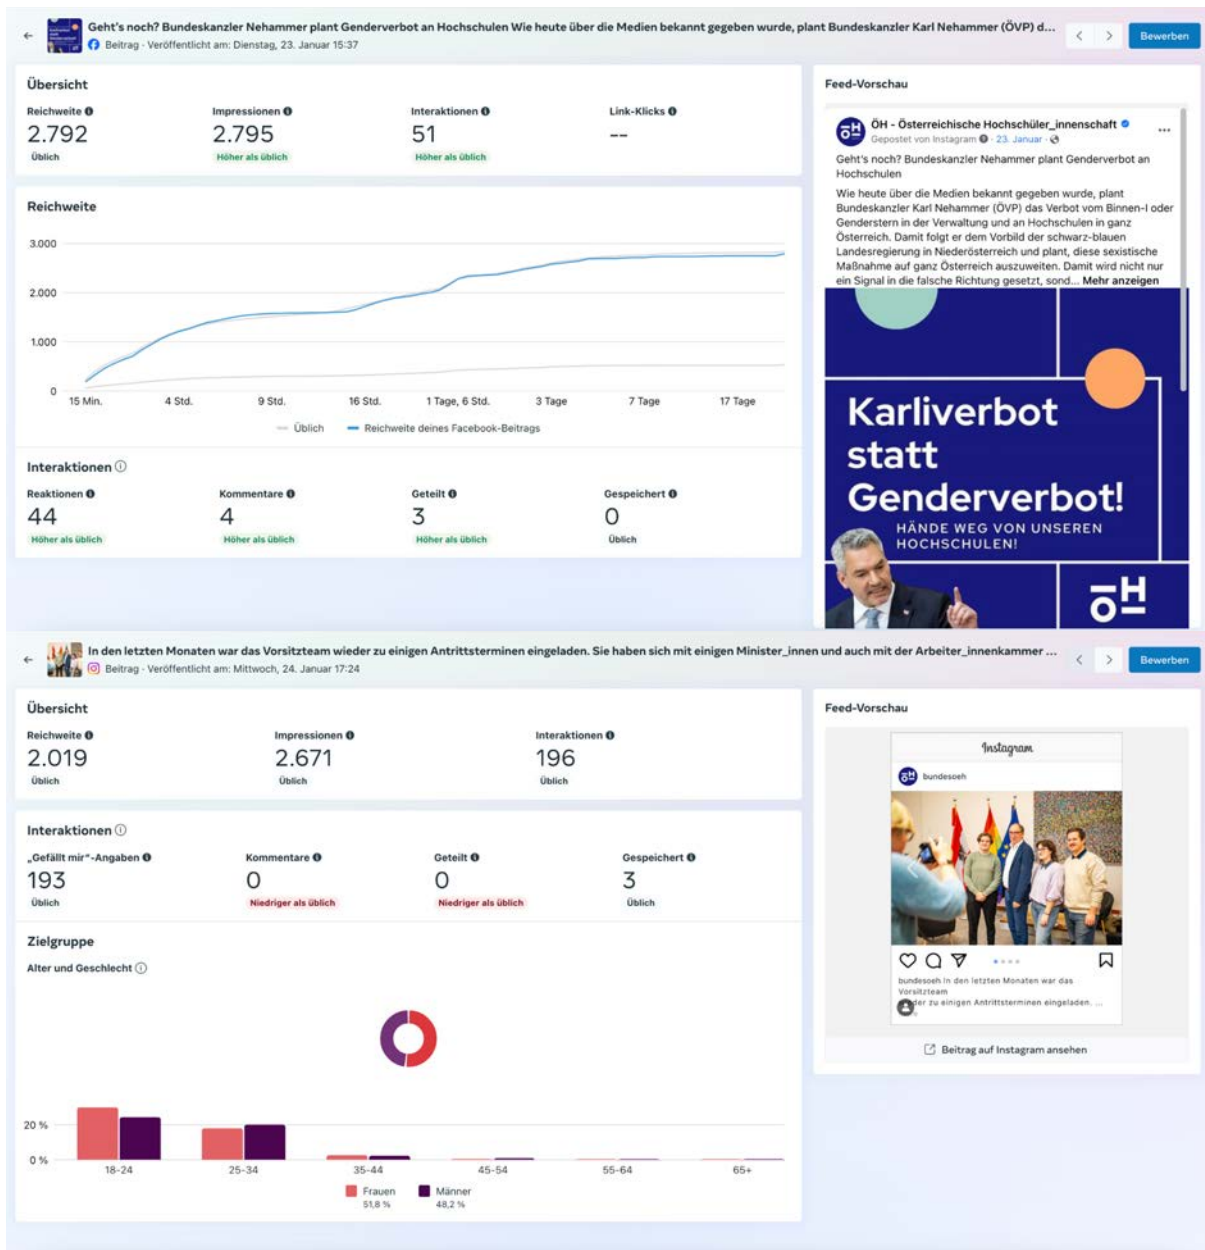 Geht's noch? Bundeskanzler Nehammer plant Genderverbot an Hochschulen Wie heute über die Medien bekannt gegeben wurde, plant Bundeskanzler Karl Nehammer (ÖVP) d...
Beitrag · Veröffentlicht am: Dienstag, 23. Januar 15:37
Bewerben
Übersicht
Reichweite Impressionen Interaktionen Link-Klicks
2.792 2.795 51 --
Üblich Höher als üblich Höher als üblich
Reichweite
3.000
2.000
1.000
0
15 Min. 4 Std. 9 Std. 16 Std. 1 Tage, 6 Std. 3 Tage 7 Tage 17 Tage
Üblich Reichweite deines Facebook-Beitrags
Interaktionen
Reaktionen Kommentare Geteilt Gespeichert
44 4 3 0
Höher als üblich Höher als üblich Höher als üblich Üblich
Feed-Vorschau
ÖH - Österreichische Hochschüler_innenschaft
Gepostet von Instagram · 23. Januar ·
Geht's noch? Bundeskanzler Nehammer plant Genderverbot an
Hochschulen
Wie heute über die Medien bekannt gegeben wurde, plant
Bundeskanzler Karl Nehammer (ÖVP) das Verbot vom Binnen-I oder
Genderstern in der Verwaltung und an Hochschulen in ganz
Österreich. Damit folgt er dem Vorbild der schwarz-blauen
Landesregierung in Niederösterreich und plant, diese sexistische
Maßnahme auf ganz Österreich auszuweiten. Damit wird nicht nur
ein Signal in die falsche Richtung gesetzt, sond... Mehr anzeigen
Karliverbot
statt
Genderverbot!
HÄNDE WEG VON UNSEREN
HOCHSCHULEN!
ÖH
In den letzten Monaten war das Vorsitzteam wieder zu einigen Antrittsterminen eingeladen. Sie haben sich mit einigen Minister_innen und auch mit der Arbeiter_innenkammer ...
Beitrag · Veröffentlicht am: Mittwoch, 24. Januar 17:24
Bewerben
Übersicht
Reichweite Impressionen Interaktionen
2.019 2.671 196
Üblich Üblich Üblich
Interaktionen
„Gefällt mir"-Angaben Kommentare Geteilt Gespeichert
193 0 0 3
Üblich Niedriger als üblich Niedriger als üblich Üblich
Zielgruppe
Alter und Geschlecht
20 %
0 %
18-24 25-34 35-44 45-54 55-64 65+
Frauen Männer
51,8 % 48,2 %
Feed-Vorschau
Instagram
ÖH bundesoeh
bundesoeh In den letzten Monaten war das
Vorsitzteam
zu einigen Antrittsterminen eingeladen. ...
Beitrag auf Instagram ansehen